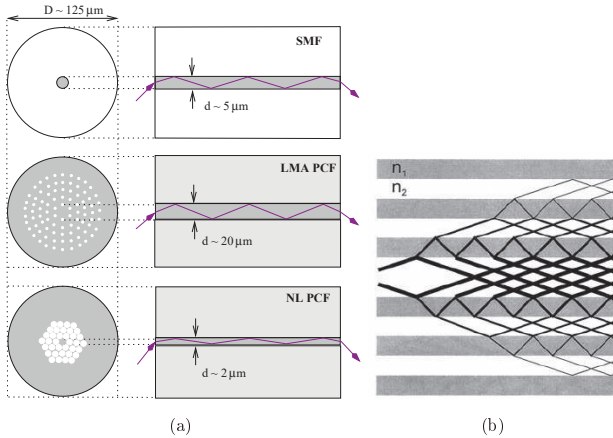 D ~ 125 μm
SMF
d ~ 5 μm
LMA PCF
d ~ 20 μm
NL PCF
d ~ 2 μm
(a)
n₁
n₂
(b)